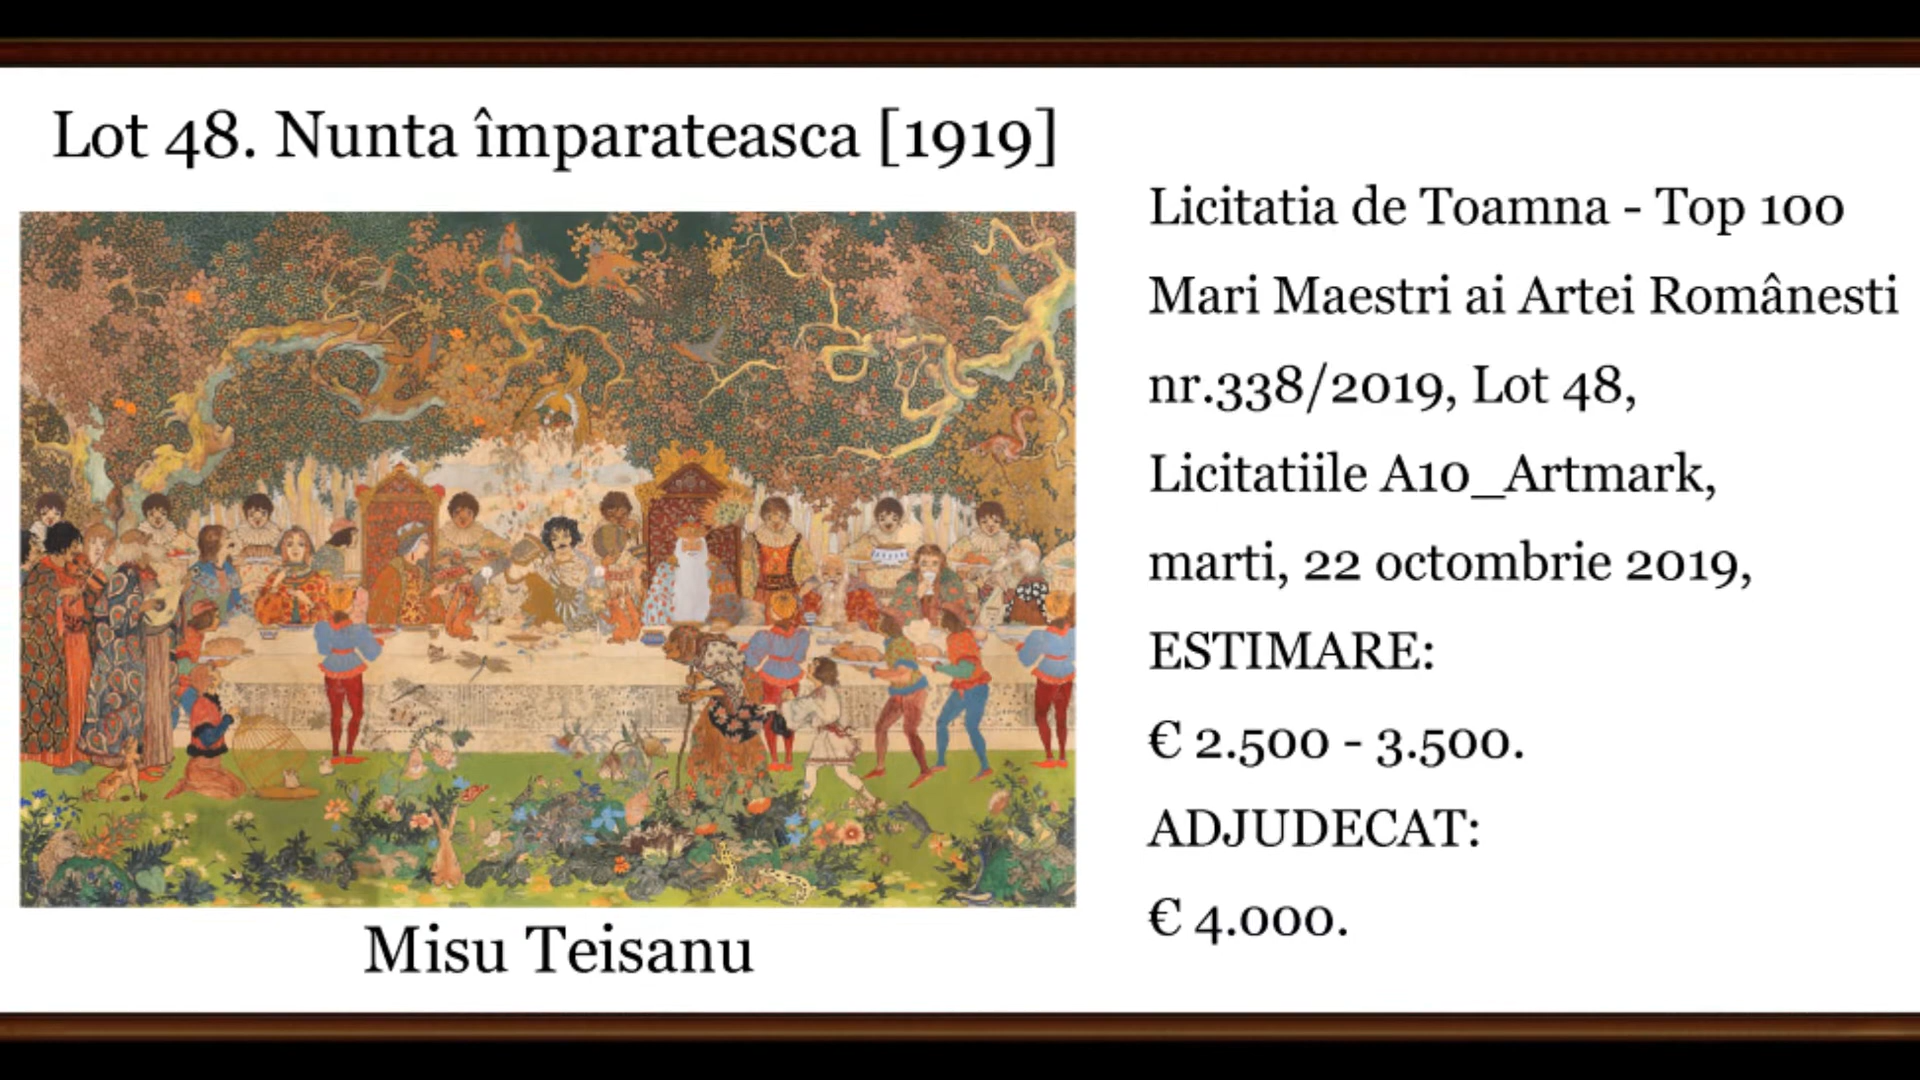 Lot 48. Nunta împarateasca [1919]
Misu Teisanu
Licitatia de Toamna - Top 100
Mari Maestri ai Artei Românesti
nr.338/2019, Lot 48,
Licitatiile A10_Artmark,
marti, 22 octombrie 2019,
ESTIMARE:
€ 2.500 - 3.500.
ADJUDECAT:
€ 4.000.